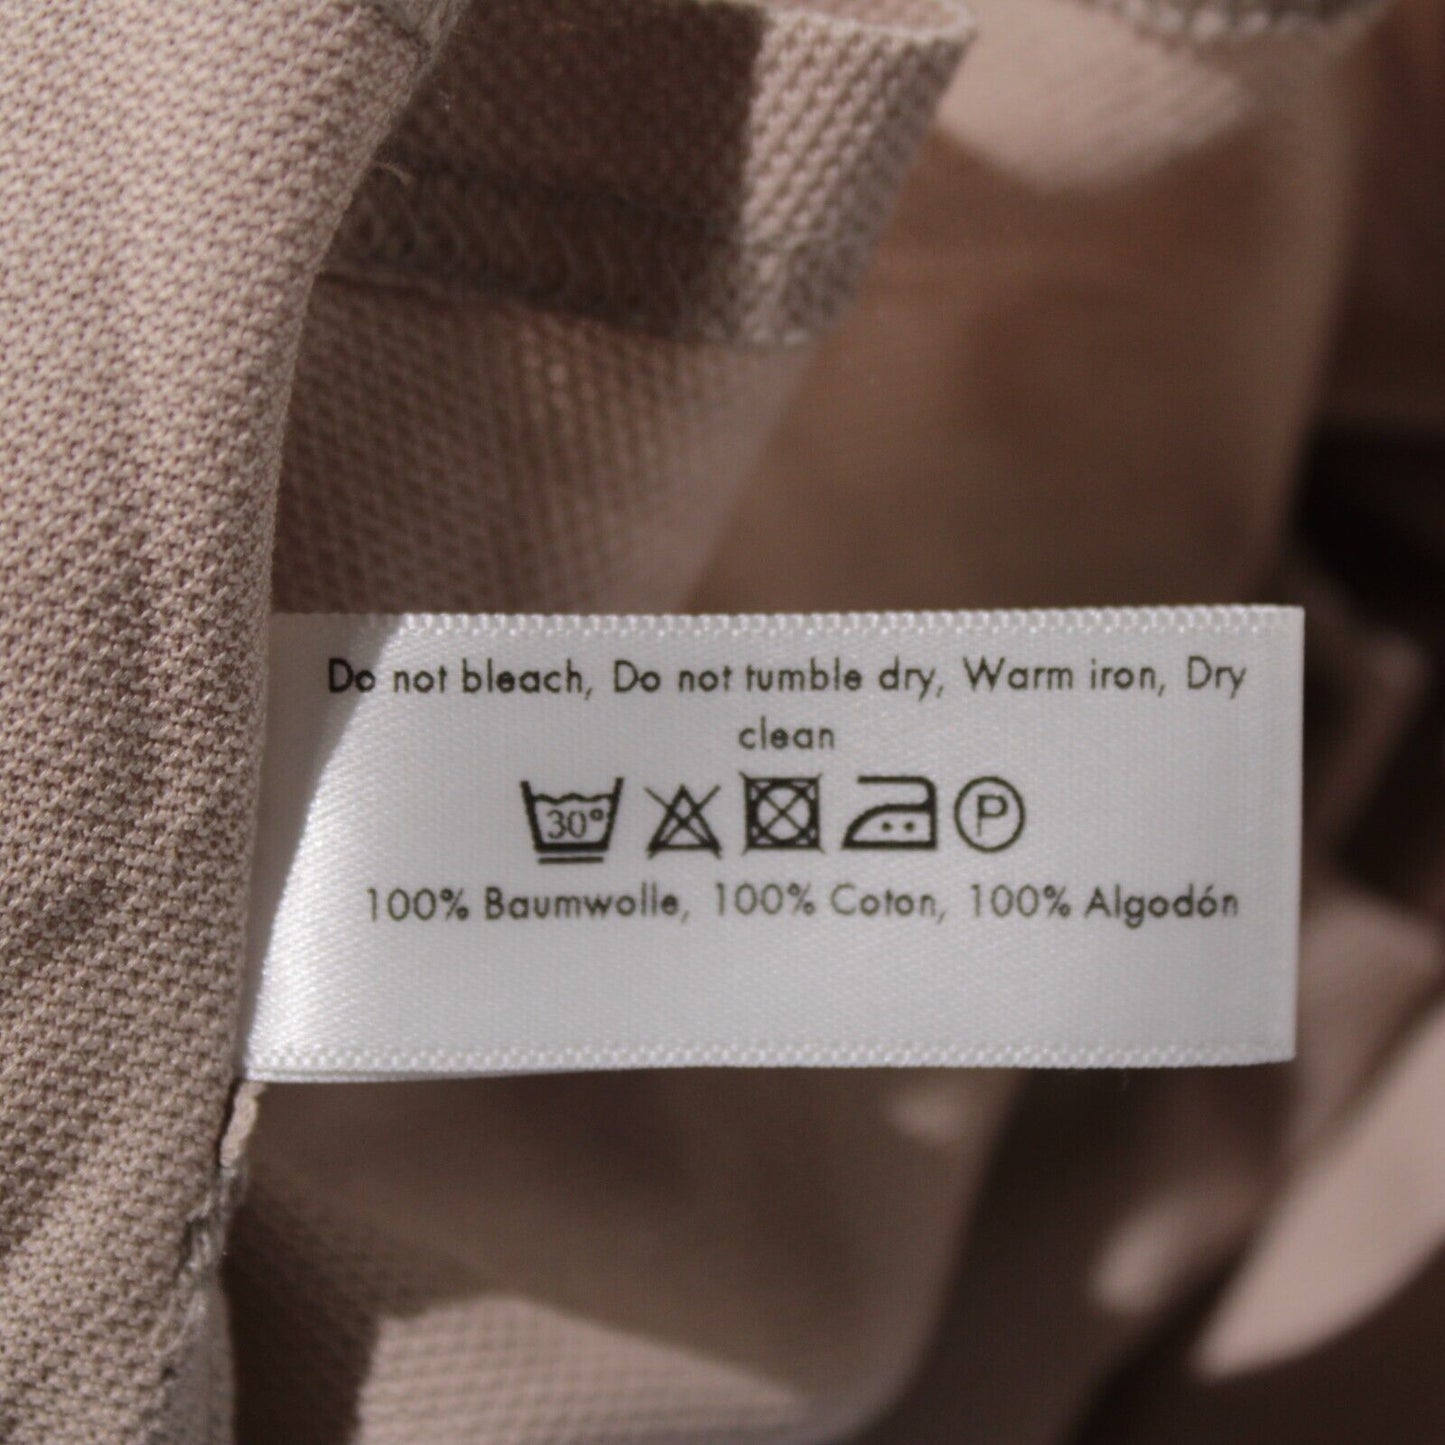 Do not bleach, Do not tumble dry, Warm iron, Dry
clean
30° P
100% Baumwolle, 100% Coton, 100% Algodón